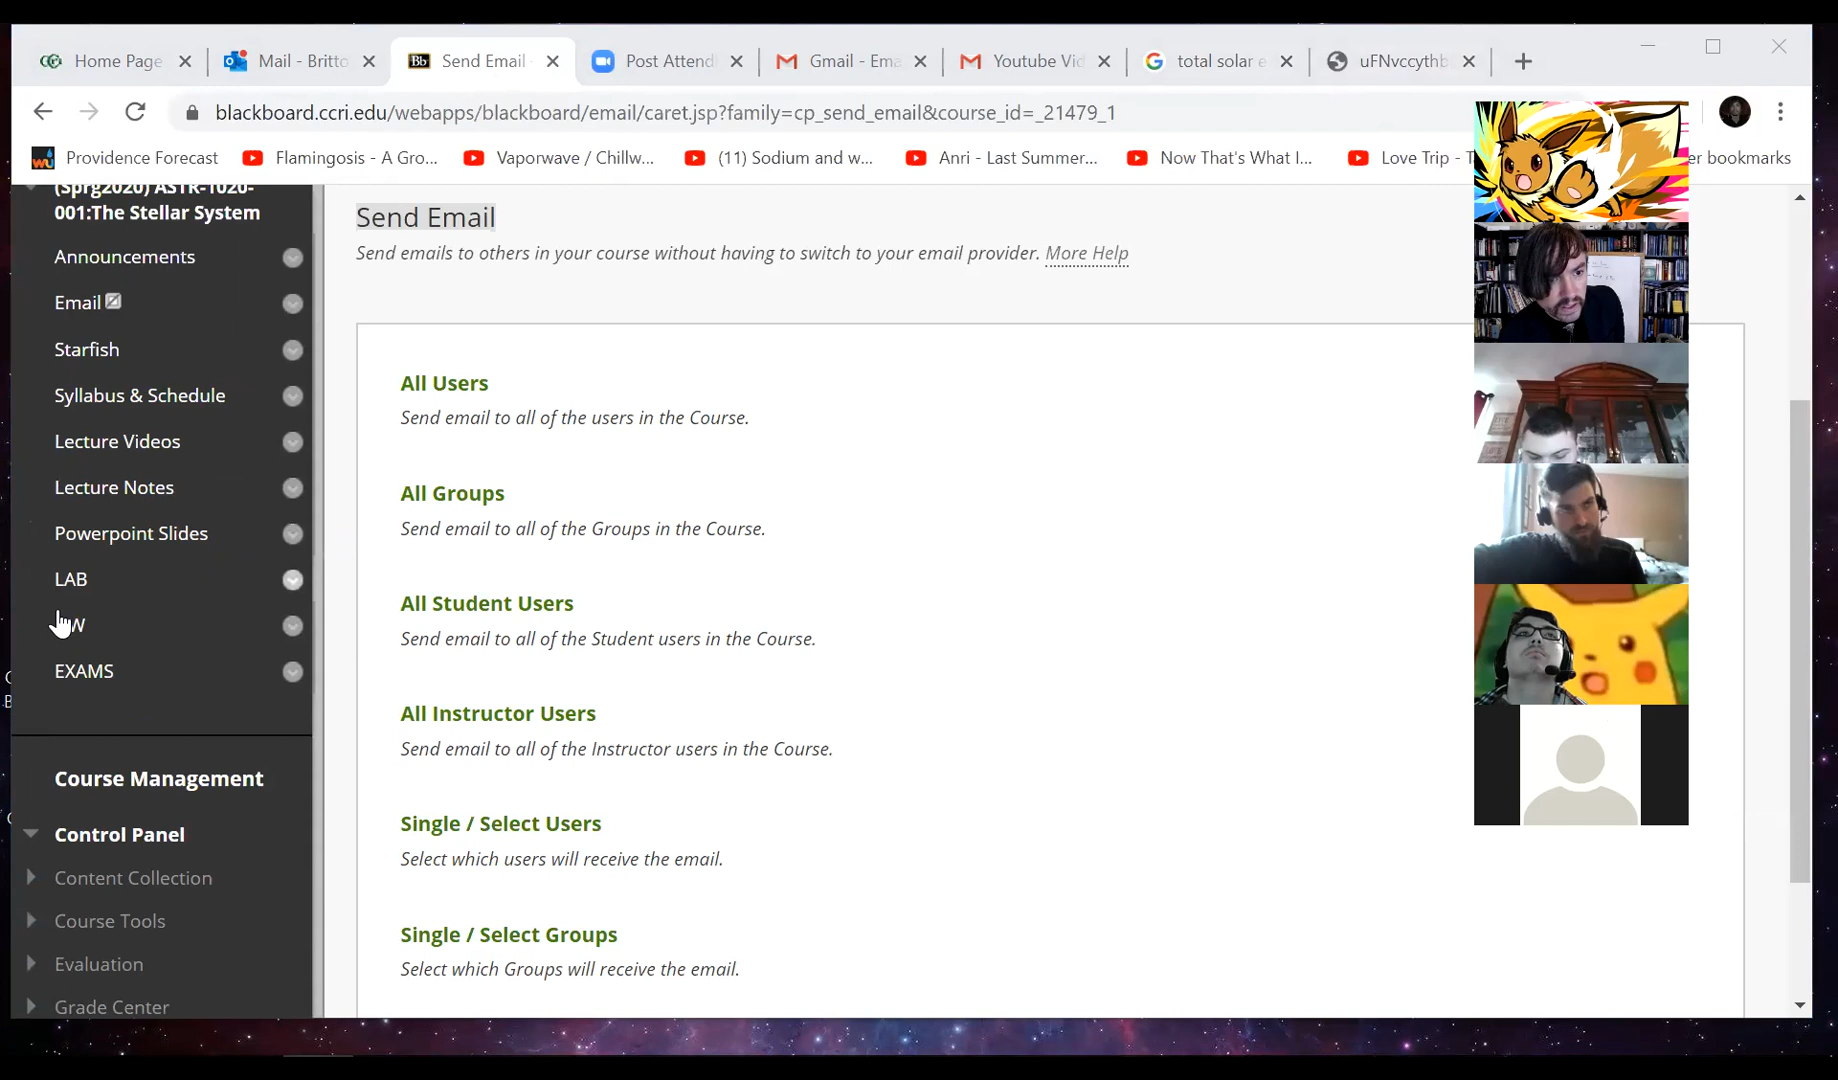 Home Page
Mail - Britto
Bb Send Email -
Post Attend
Gmail - Ema
Youtube Vid
total solar e
uFNvccythb
blackboard.ccri.edu/webapps/blackboard/email/caret.jsp?family=cp_send_email&course_id=_21479_1
Providence Forecast
Flamingosis - A Gro...
Vaporwave / Chillw...
(11) Sodium and w...
Anri - Last Summer...
Now That's What I...
Love Trip - T
er bookmarks
(Sprg2020) ASTR-1020-
001:The Stellar System
Announcements
Email
Starfish
Syllabus & Schedule
Lecture Videos
Lecture Notes
Powerpoint Slides
LAB
W
EXAMS
Course Management
Control Panel
Content Collection
Course Tools
Evaluation
Grade Center
Send Email
Send emails to others in your course without having to switch to your email provider. More Help
All Users
Send email to all of the users in the Course.
All Groups
Send email to all of the Groups in the Course.
All Student Users
Send email to all of the Student users in the Course.
All Instructor Users
Send email to all of the Instructor users in the Course.
Single / Select Users
Select which users will receive the email.
Single / Select Groups
Select which Groups will receive the email.